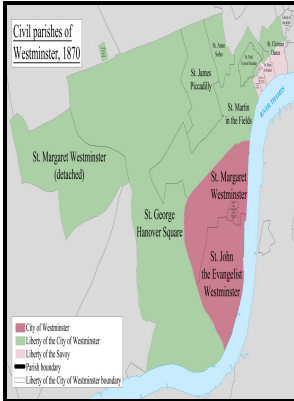 Civil parishes of
Westminster, 1870
St. Anne
Soho
St. Clement
Danes
St. James
Piccadilly
St. Martin
in the Fields
RIVER THAMES
St. Margaret Westminster
(detached)
St. Margaret
Westminster
St. George
Hanover Square
St. John
the Evangelist
Westminster
City of Westminster
Liberty of the City of Westminster
Liberty of the Savoy
Parish boundary
Liberty of the City of Westminster boundary